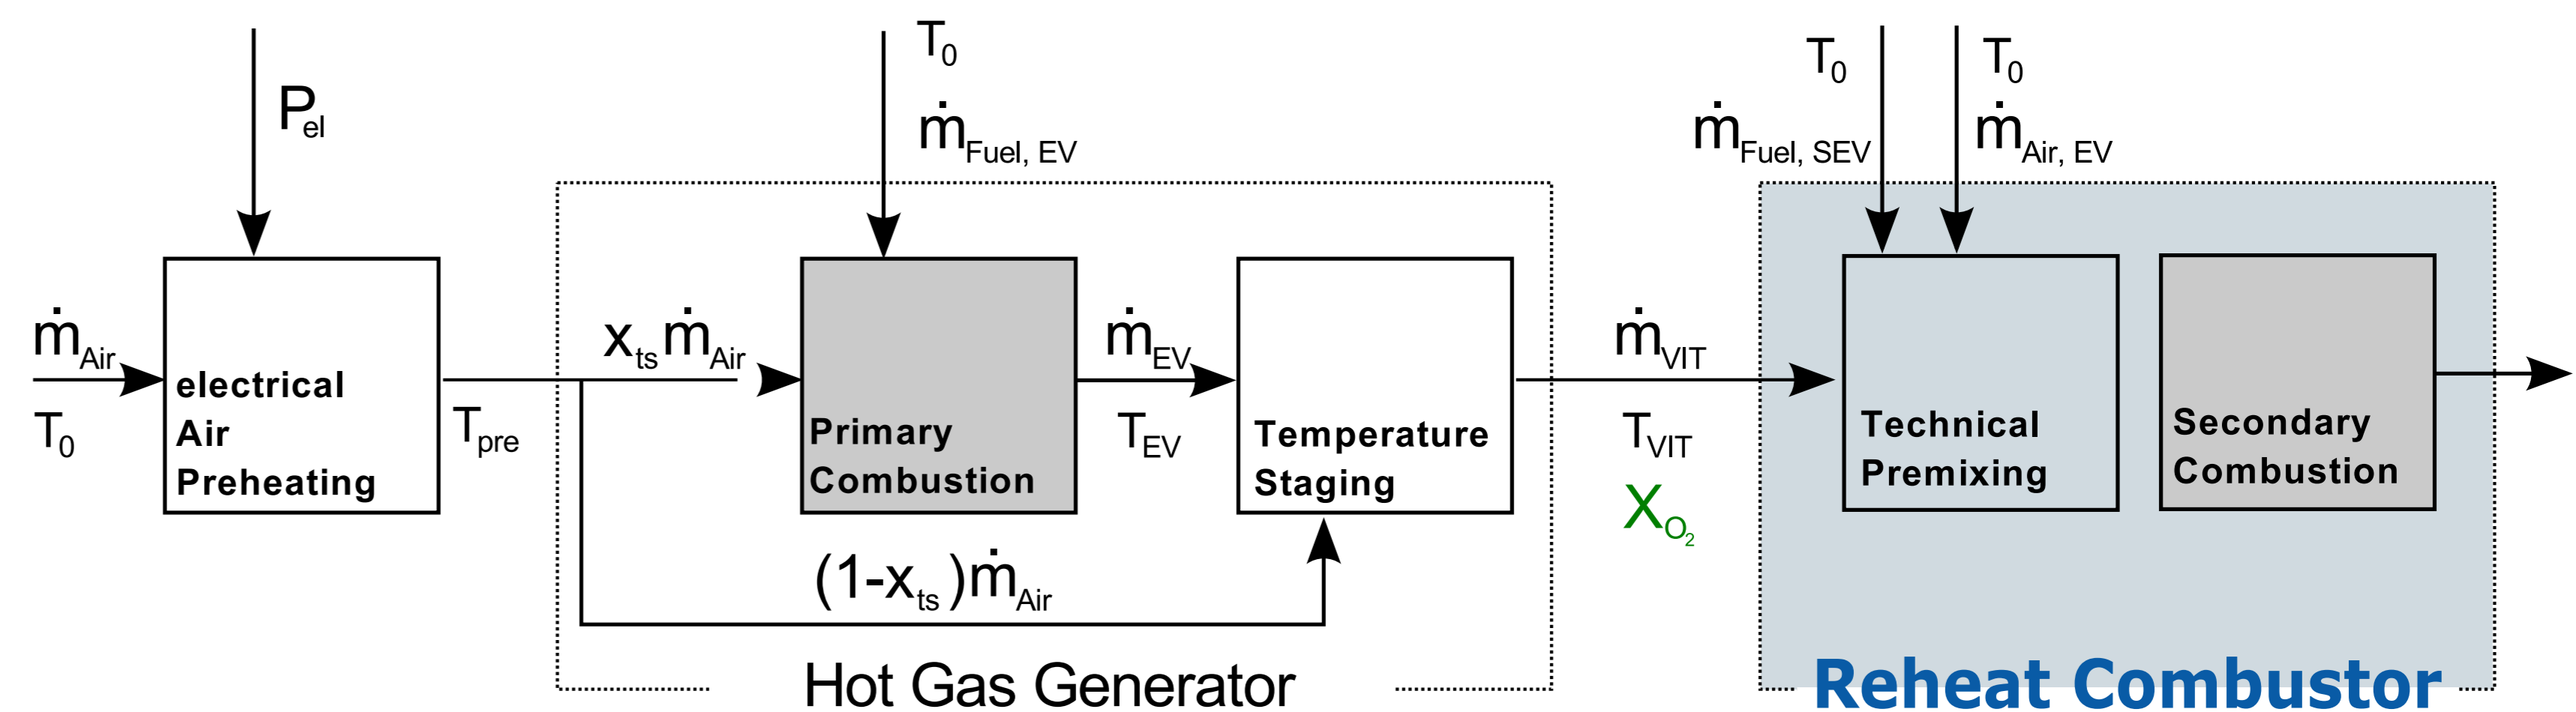 P_el
T_0
ṁ_Fuel, EV
T_0
ṁ_Fuel, SEV
T_0
ṁ_Air, EV
ṁ_Air
T_0
electrical
Air
Preheating
T_pre
x_ts ṁ_Air
Primary
Combustion
ṁ_EV
T_EV
Temperature
Staging
(1-x_ts)ṁ_Air
ṁ_VIT
T_VIT
X_O₂
Technical
Premixing
Secondary
Combustion
Hot Gas Generator
Reheat Combustor